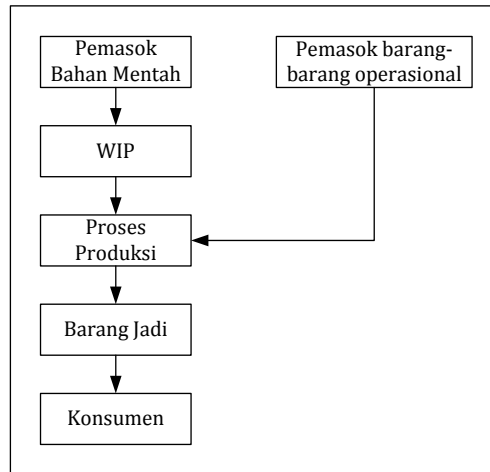 Pemasok
Bahan Mentah
Pemasok barang-
barang operasional
WIP
Proses
Produksi
Barang Jadi
Konsumen